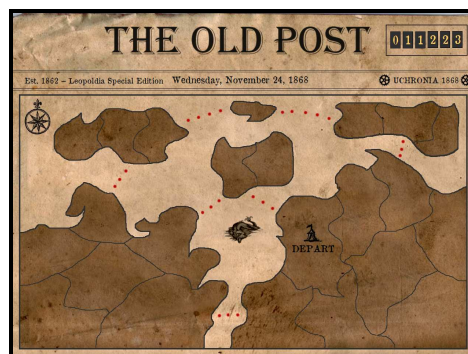 THE OLD POST
011223
Est. 1862 – Leopoldia Special Edition Wednesday, November 24, 1868 UCHRONIA 1868
DEPART